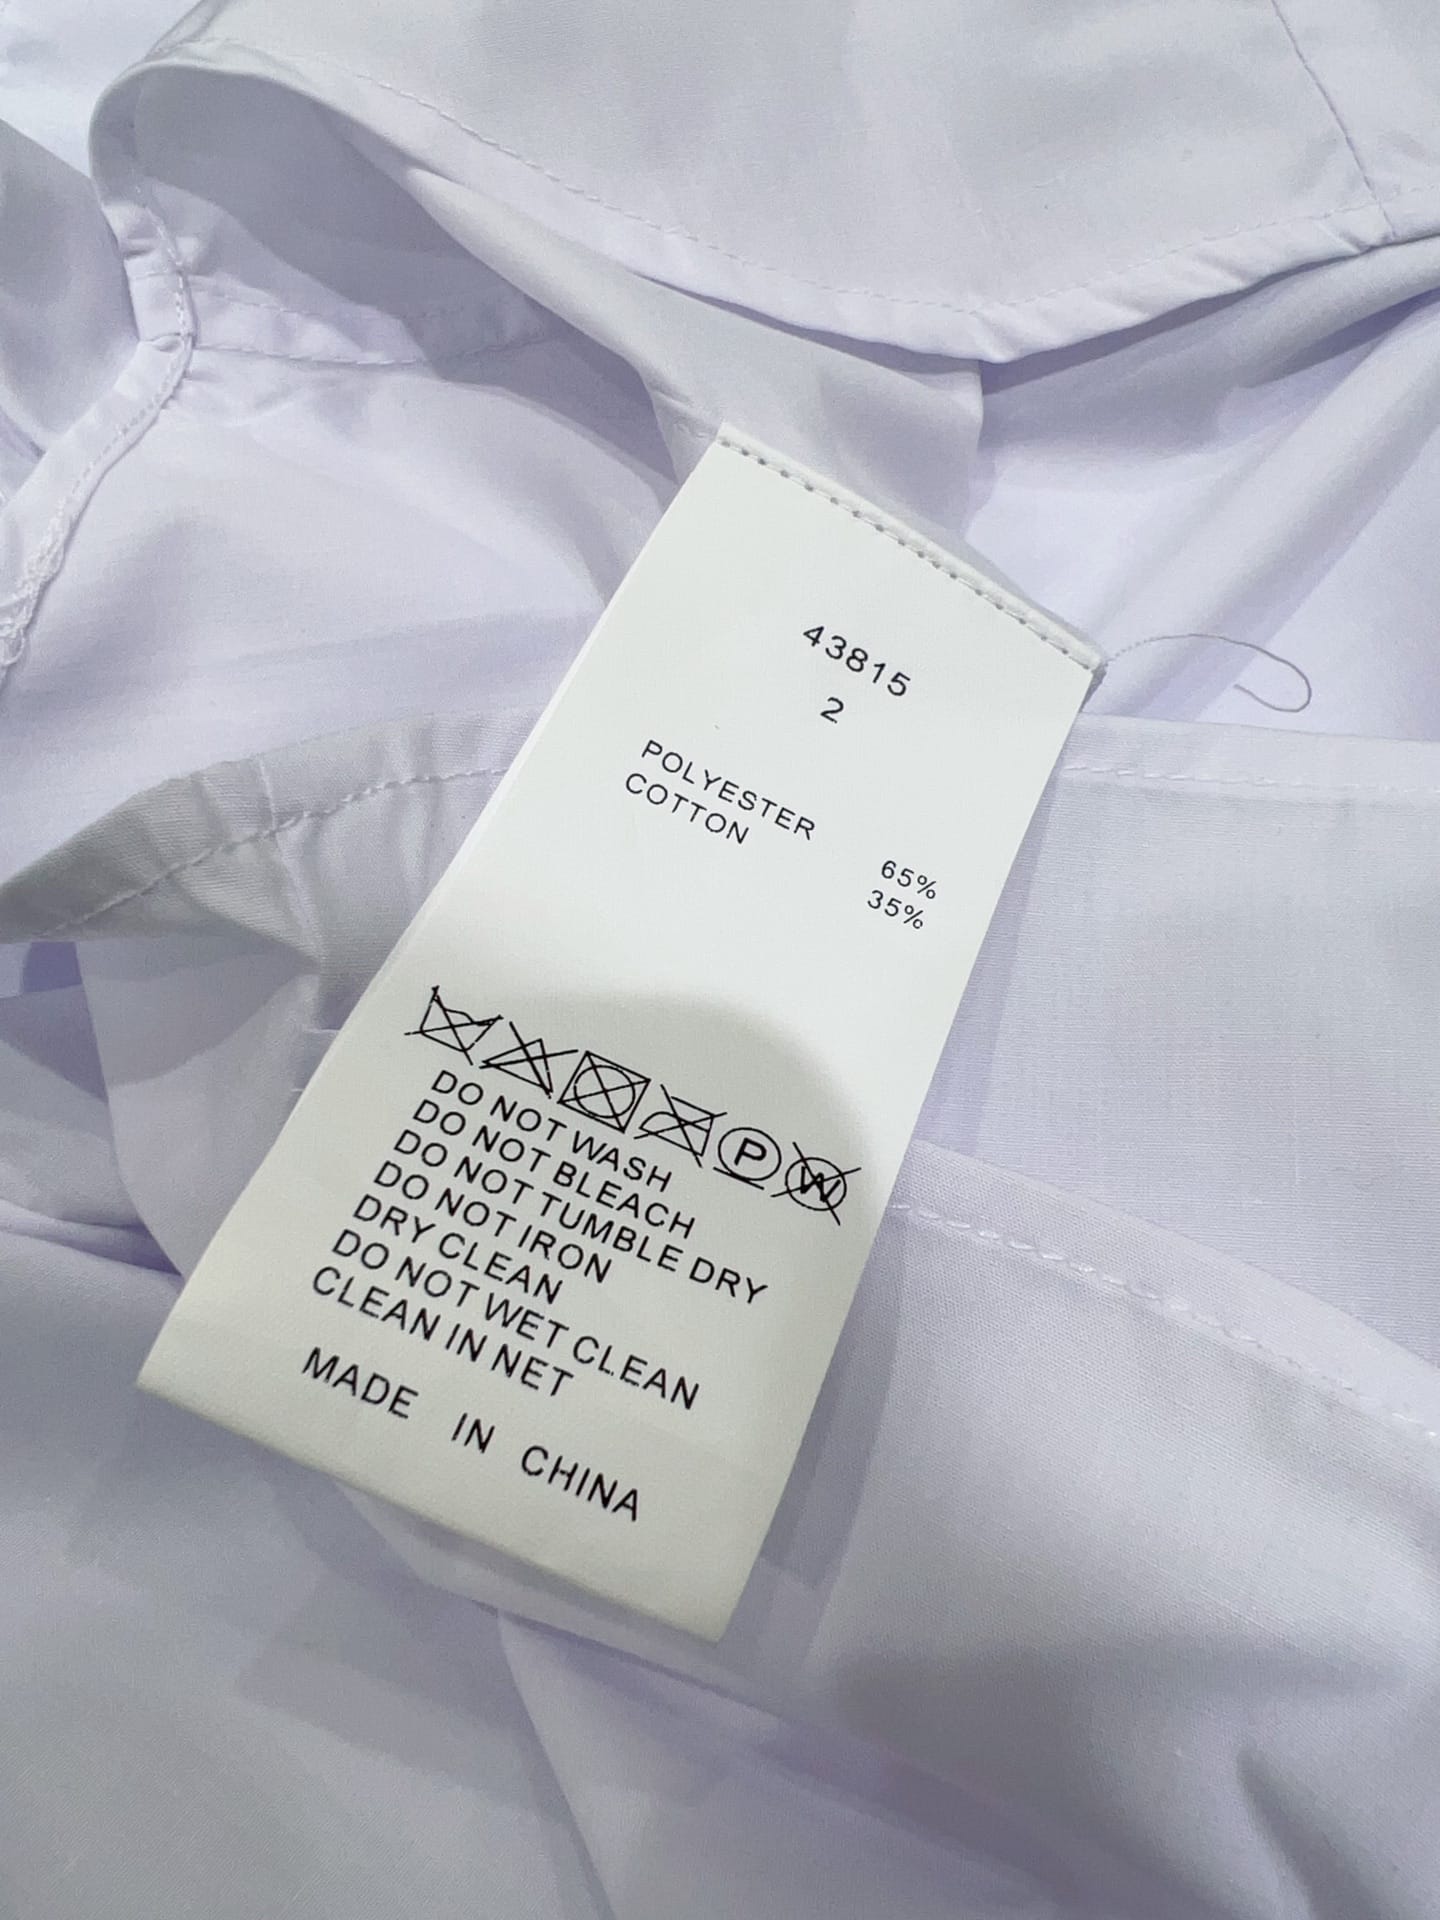 43815
2
POLYESTER 65%
COTTON 35%
P W
DO NOT WASH
DO NOT BLEACH
DO NOT TUMBLE DRY
DO NOT IRON
DRY CLEAN
DO NOT WET CLEAN
CLEAN IN NET
MADE IN CHINA